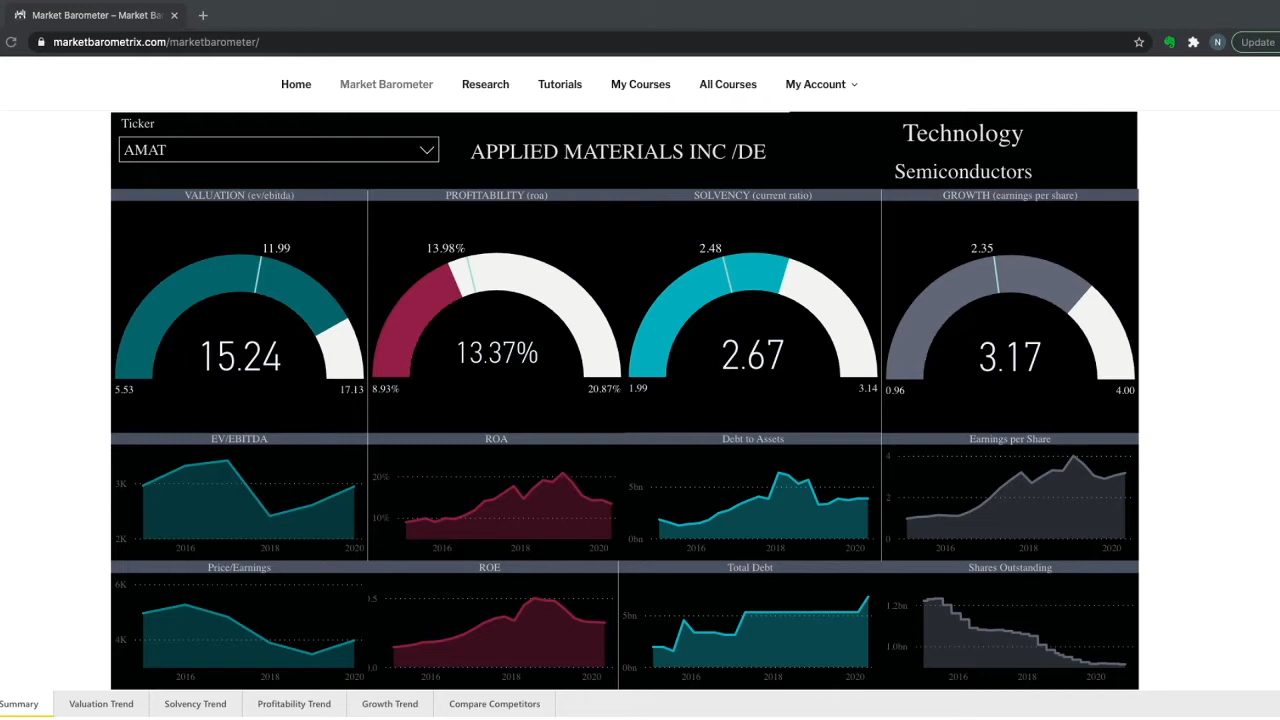 Market Barometer – Market Ba
marketbarometrix.com/marketbarometer/
N
Update
Home
Market Barometer
Research
Tutorials
My Courses
All Courses
My Account
Ticker
AMAT
APPLIED MATERIALS INC /DE
Technology
Semiconductors
VALUATION (ev/ebitda)
PROFITABILITY (roa)
SOLVENCY (current ratio)
GROWTH (earnings per share)
11.99
13.98%
2.48
2.35
15.24
13.37%
2.67
3.17
5.53
17.13
8.93%
20.87%
1.99
3.14
0.96
4.00
EV/EBITDA
ROA
Debt to Assets
Earnings per Share
3K
2K
2016
2018
2020
20%
10%
2016
2018
2020
5bn
0bn
2016
2018
2020
4
2
0
2016
2018
2020
Price/Earnings
ROE
Total Debt
Shares Outstanding
6K
4K
2016
2018
2020
0.5
0.0
2016
2018
2020
5bn
0bn
2016
2018
2020
1.2bn
1.0bn
2016
2018
2020
Summary
Valuation Trend
Solvency Trend
Profitability Trend
Growth Trend
Compare Competitors